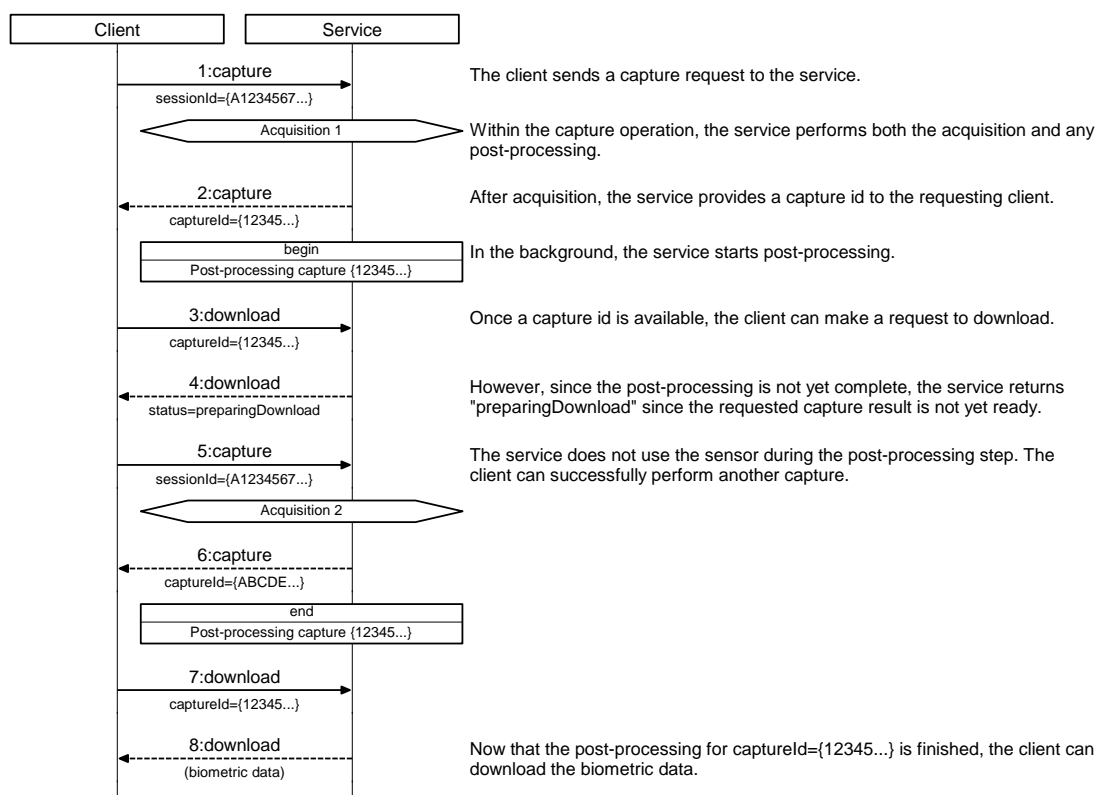 Client Service
1:capture
The client sends a capture request to the service.
sessionId={A1234567...}
Acquisition 1
Within the capture operation, the service performs both the acquisition and any
post-processing.
2:capture
After acquisition, the service provides a capture id to the requesting client.
captureId={12345...}
begin
In the background, the service starts post-processing.
Post-processing capture {12345...}
3:download
Once a capture id is available, the client can make a request to download.
captureId={12345...}
4:download
However, since the post-processing is not yet complete, the service returns
"preparingDownload" since the requested capture result is not yet ready.
status=preparingDownload
5:capture
The service does not use the sensor during the post-processing step. The
client can successfully perform another capture.
sessionId={A1234567...}
Acquisition 2
6:capture
captureId={ABCDE...}
end
Post-processing capture {12345...}
7:download
captureId={12345...}
8:download
Now that the post-processing for captureId={12345...} is finished, the client can
download the biometric data.
(biometric data)